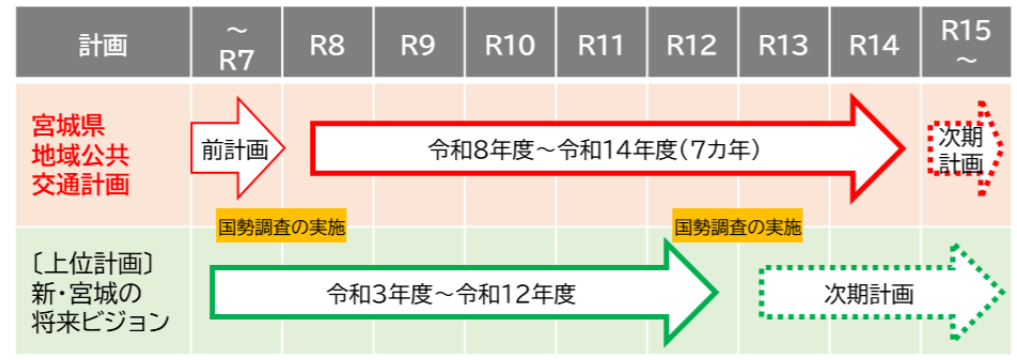 計画
～
R7
R8
R9
R10
R11
R12
R13
R14
R15
～
宮城県
地域公共
交通計画
前計画
令和8年度～令和14年度(7カ年)
次期
計画
国勢調査の実施
国勢調査の実施
〔上位計画〕
新・宮城の
将来ビジョン
令和3年度～令和12年度
次期計画